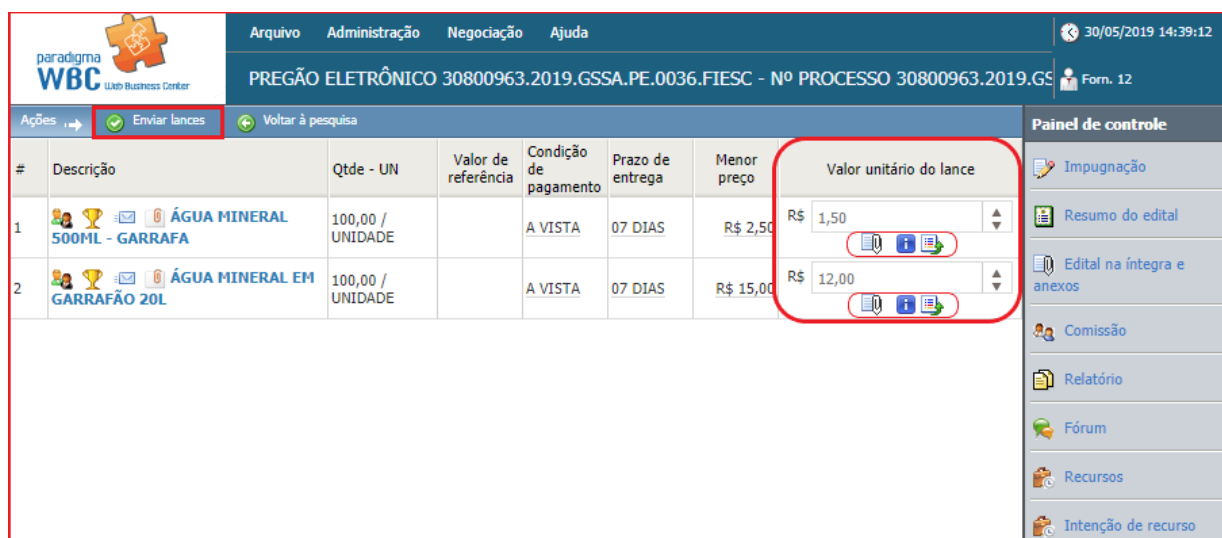 paradigma
WBC Web Business Center
Arquivo Administração Negociação Ajuda
30/05/2019 14:39:12
PREGÃO ELETRÔNICO 30800963.2019.GSSA.PE.0036.FIESC - Nº PROCESSO 30800963.2019.GS
Forn. 12
Ações Enviar lances Voltar à pesquisa
Painel de controle
# Descrição Qtde - UN Valor de referência Condição de pagamento Prazo de entrega Menor preço Valor unitário do lance
1 ÁGUA MINERAL
500ML - GARRAFA
100,00 /
UNIDADE
A VISTA 07 DIAS R$ 2,50 R$ 1,50
2 ÁGUA MINERAL EM
GARRAFÃO 20L
100,00 /
UNIDADE
A VISTA 07 DIAS R$ 15,00 R$ 12,00
Impugnação
Resumo do edital
Edital na íntegra e
anexos
Comissão
Relatório
Fórum
Recursos
Intenção de recurso